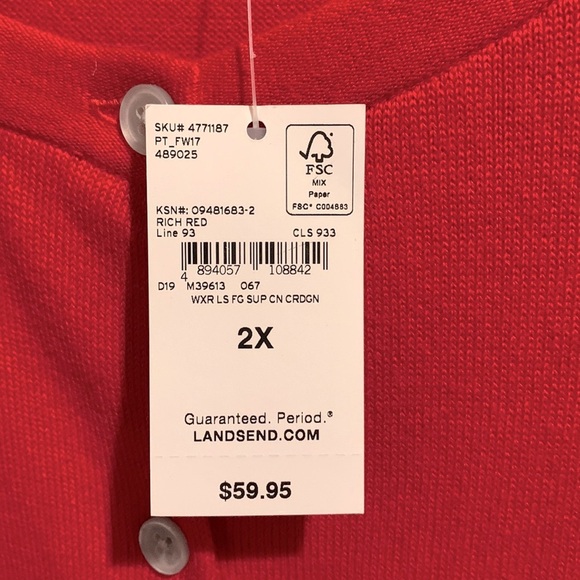 SKU# 4771187
PT_FW17
489025
FSC
MIX
Paper
FSC® C004853
KSN#: 09481683-2
RICH RED
Line 93 CLS 933
4 894057 108842
D19 M39613 067
WXR LS FG SUP CN CRDGN
2X
Guaranteed. Period.®
LANDSEND.COM
$59.95